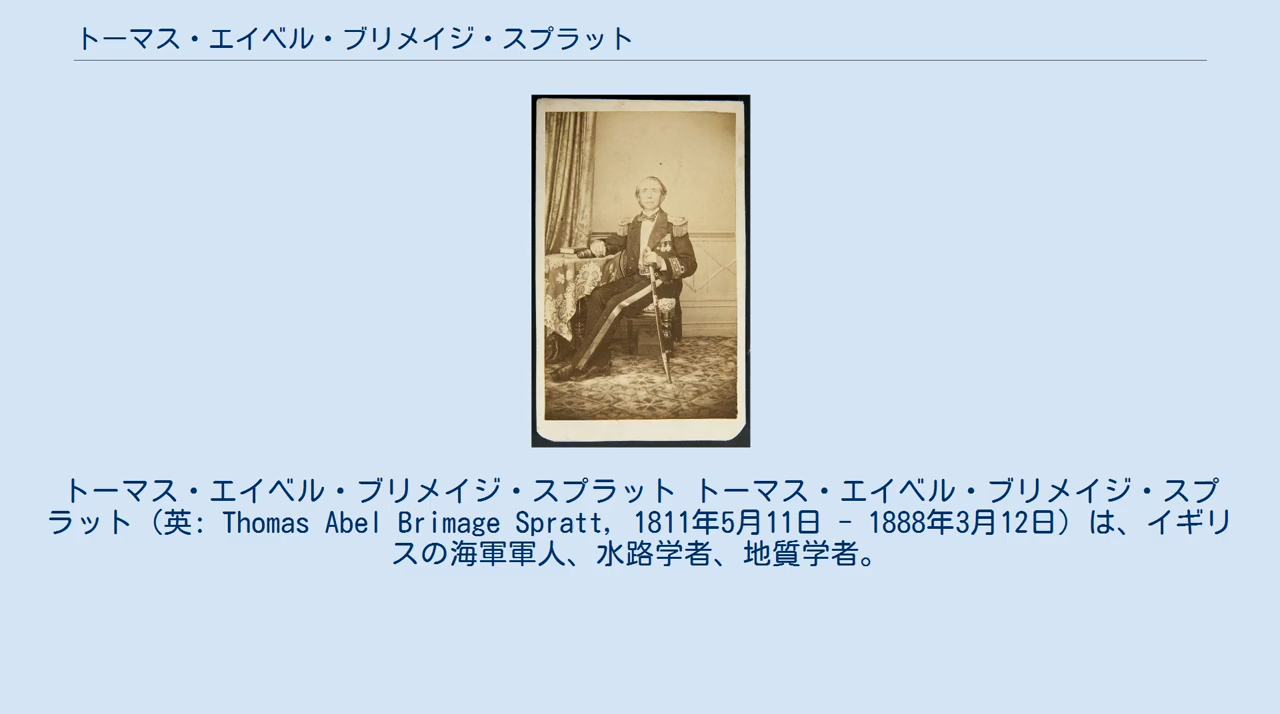 トーマス・エイベル・ブリメイジ・スプラット
トーマス・エイベル・ブリメイジ・スプラット トーマス・エイベル・ブリメイジ・スプ
ラット（英: Thomas Abel Brimage Spratt, 1811年5月11日 - 1888年3月12日）は、イギリ
スの海軍軍人、水路学者、地質学者。